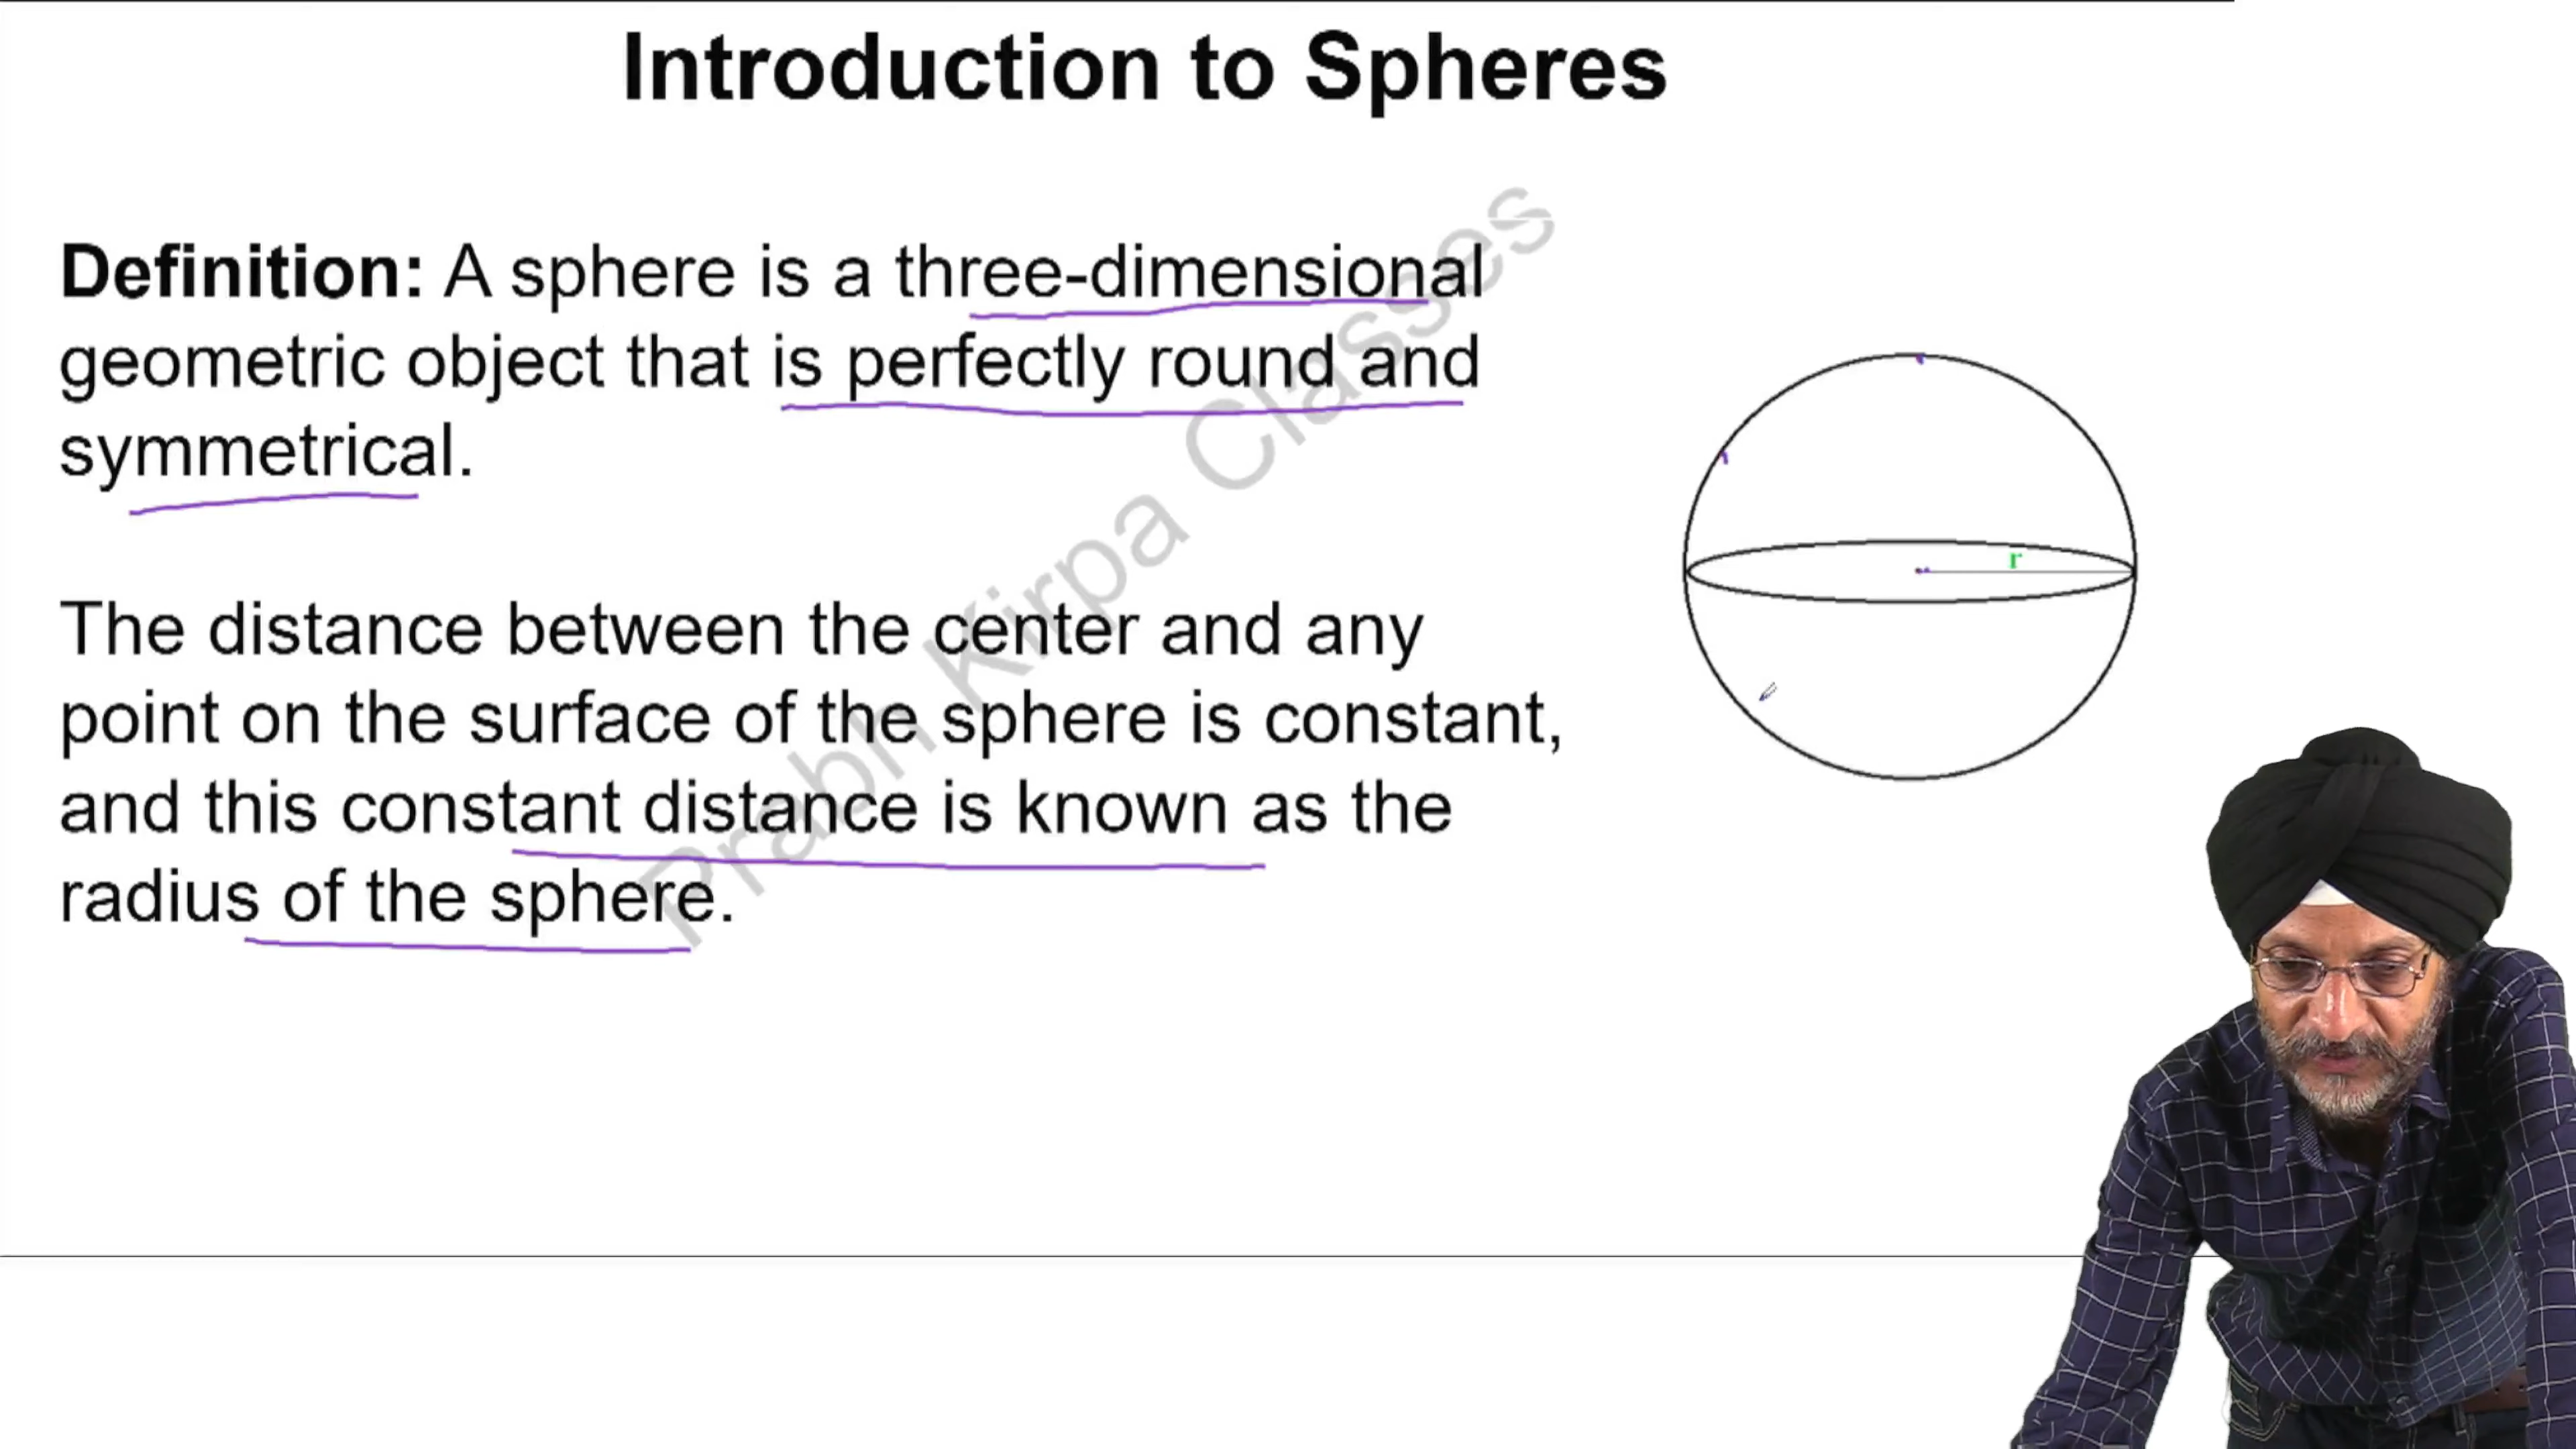 Introduction to Spheres
Definition: A sphere is a three-dimensional
geometric object that is perfectly round and
symmetrical.
The distance between the center and any
point on the surface of the sphere is constant,
and this constant distance is known as the
radius of the sphere.
r
Prabh Kirpa Classes